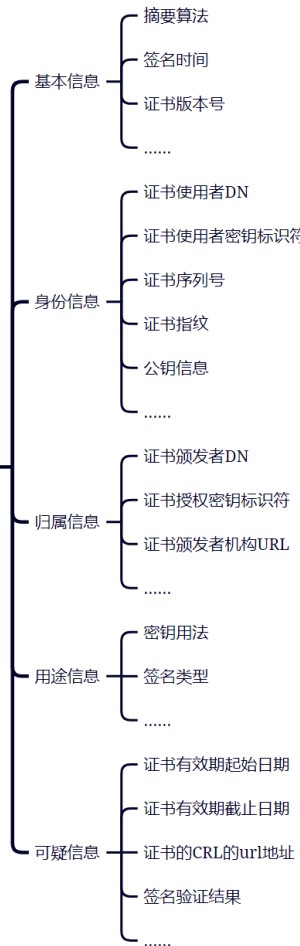 基本信息
摘要算法
签名时间
证书版本号
......
身份信息
证书使用者DN
证书使用者密钥标识符
证书序列号
证书指纹
公钥信息
......
归属信息
证书颁发者DN
证书授权密钥标识符
证书颁发者机构URL
......
用途信息
密钥用法
签名类型
......
可疑信息
证书有效期起始日期
证书有效期截止日期
证书的CRL的url地址
签名验证结果
......